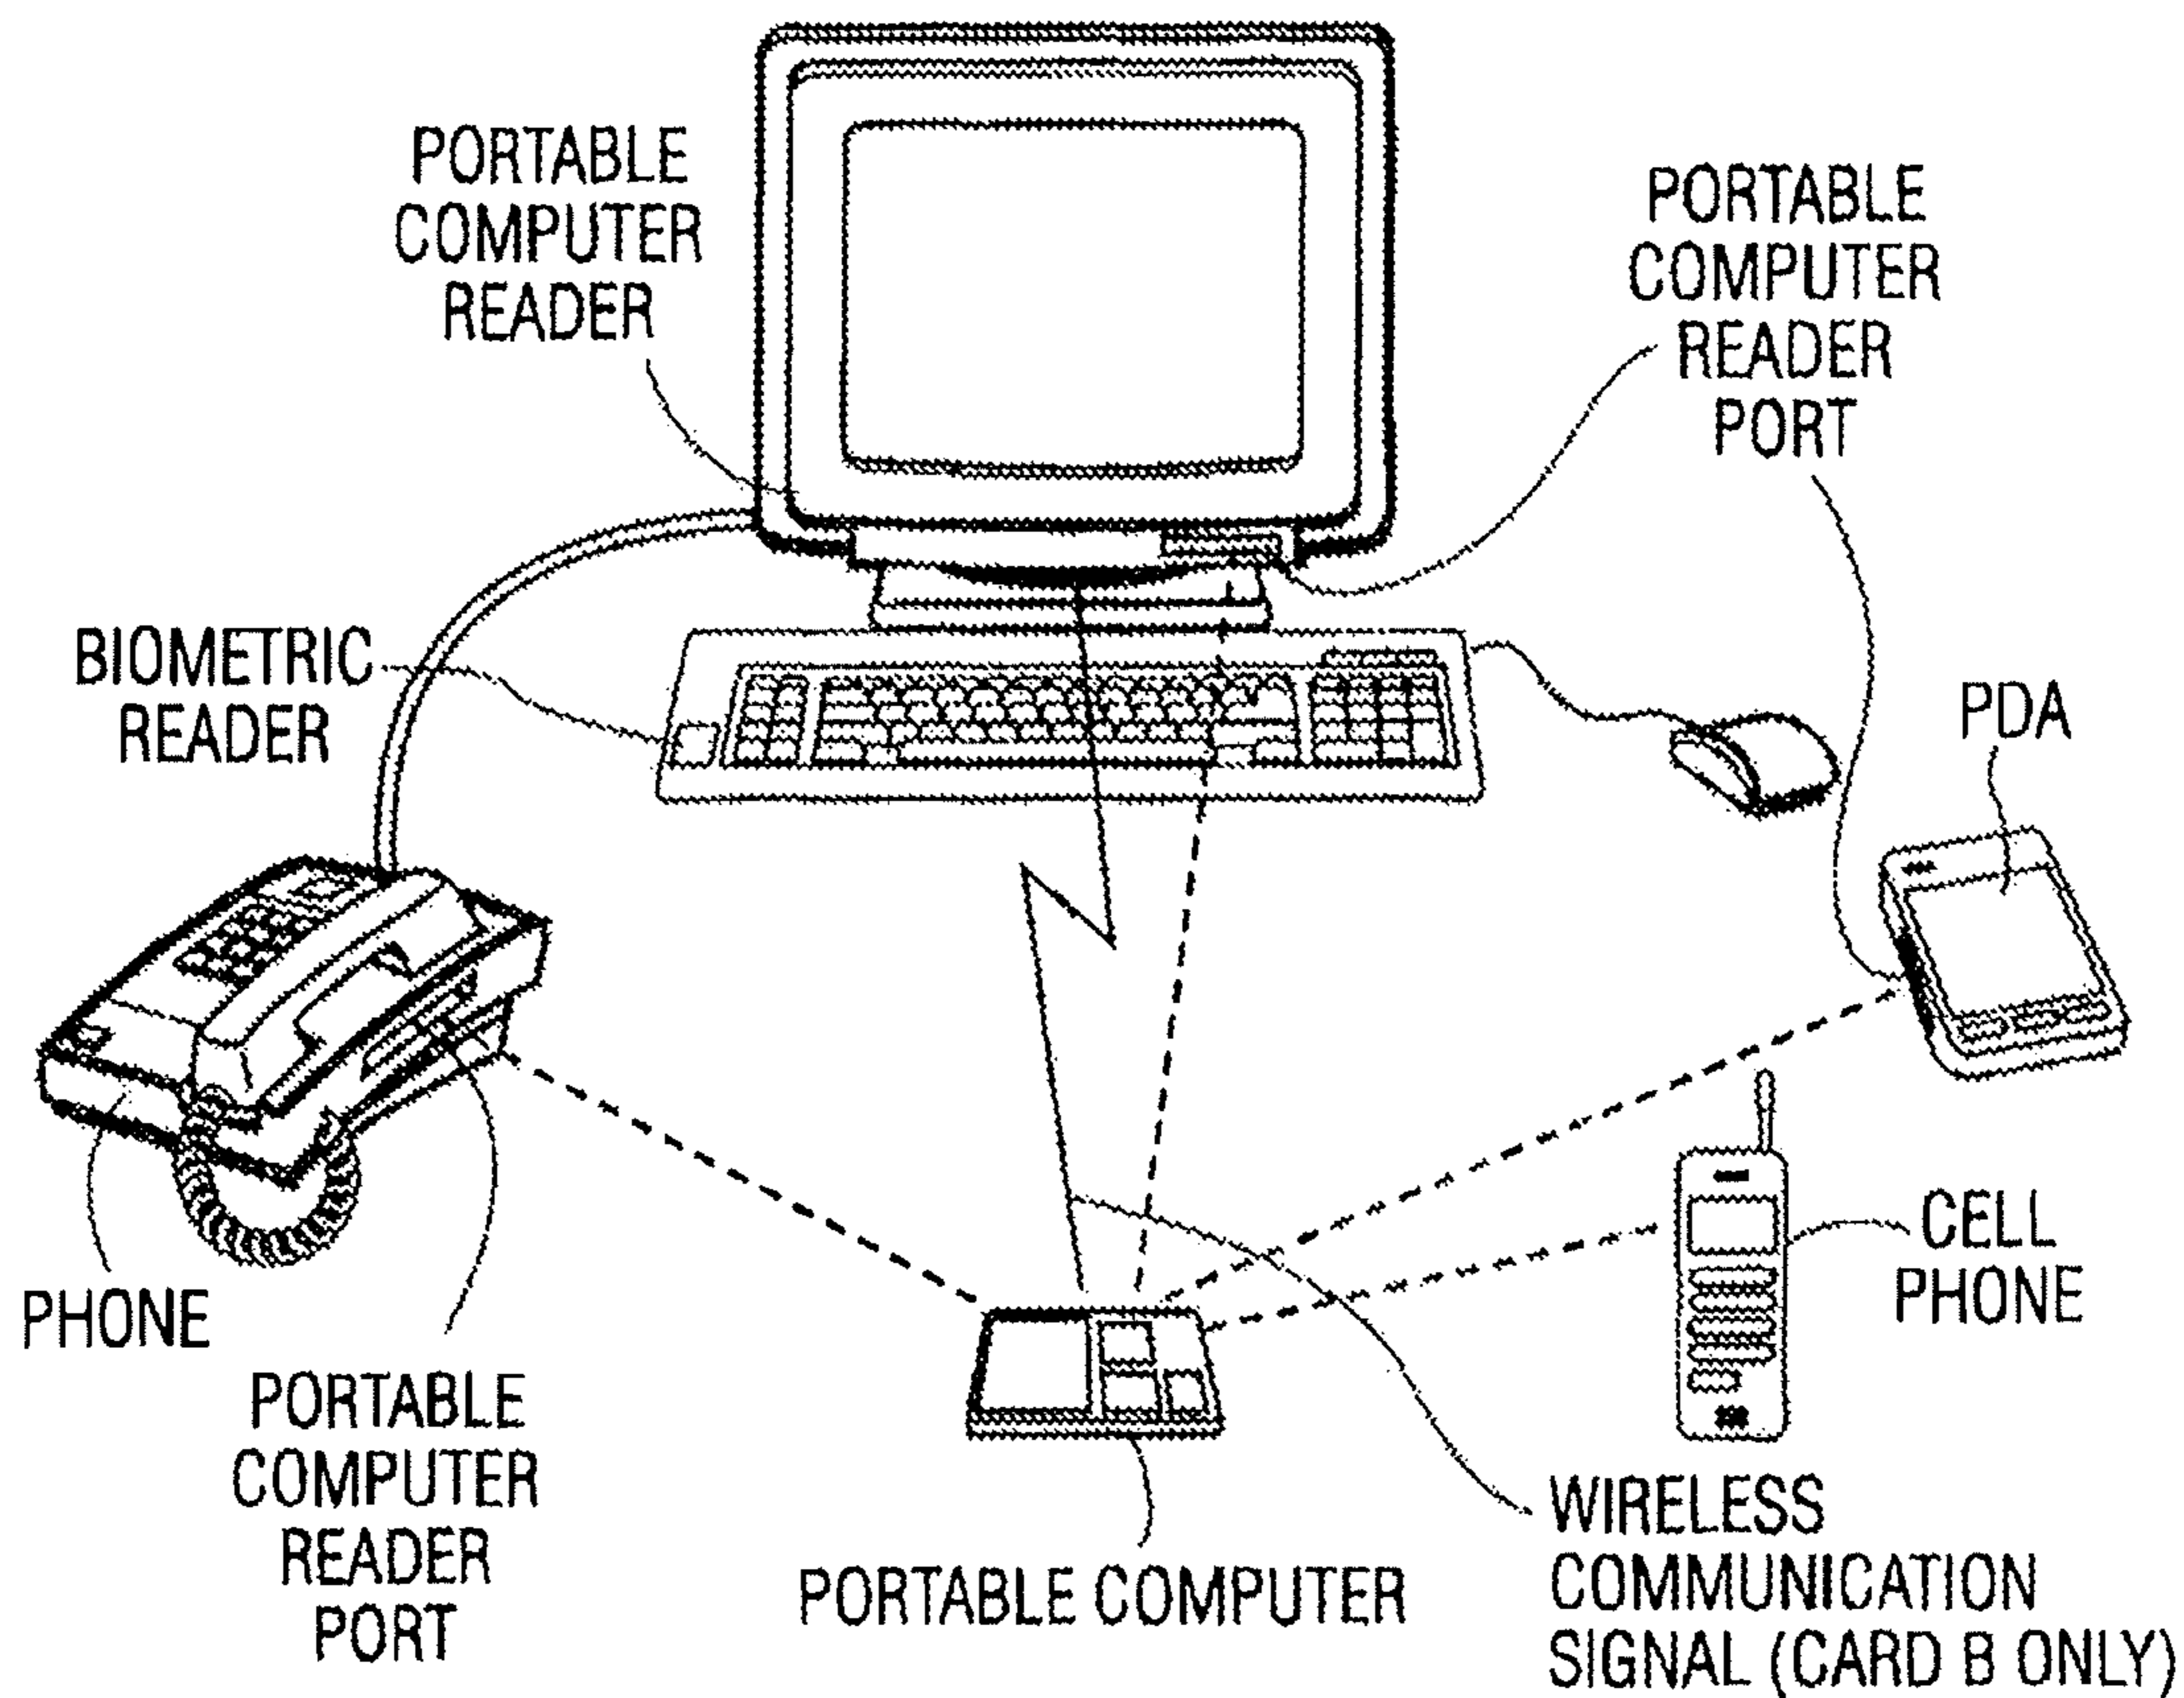 PORTABLE
COMPUTER
READER
PORTABLE
COMPUTER
READER
PORT
BIOMETRIC
READER
PDA
CELL
PHONE
PHONE
PORTABLE
COMPUTER
READER
PORT
PORTABLE COMPUTER
WIRELESS
COMMUNICATION
SIGNAL (CARD B ONLY)